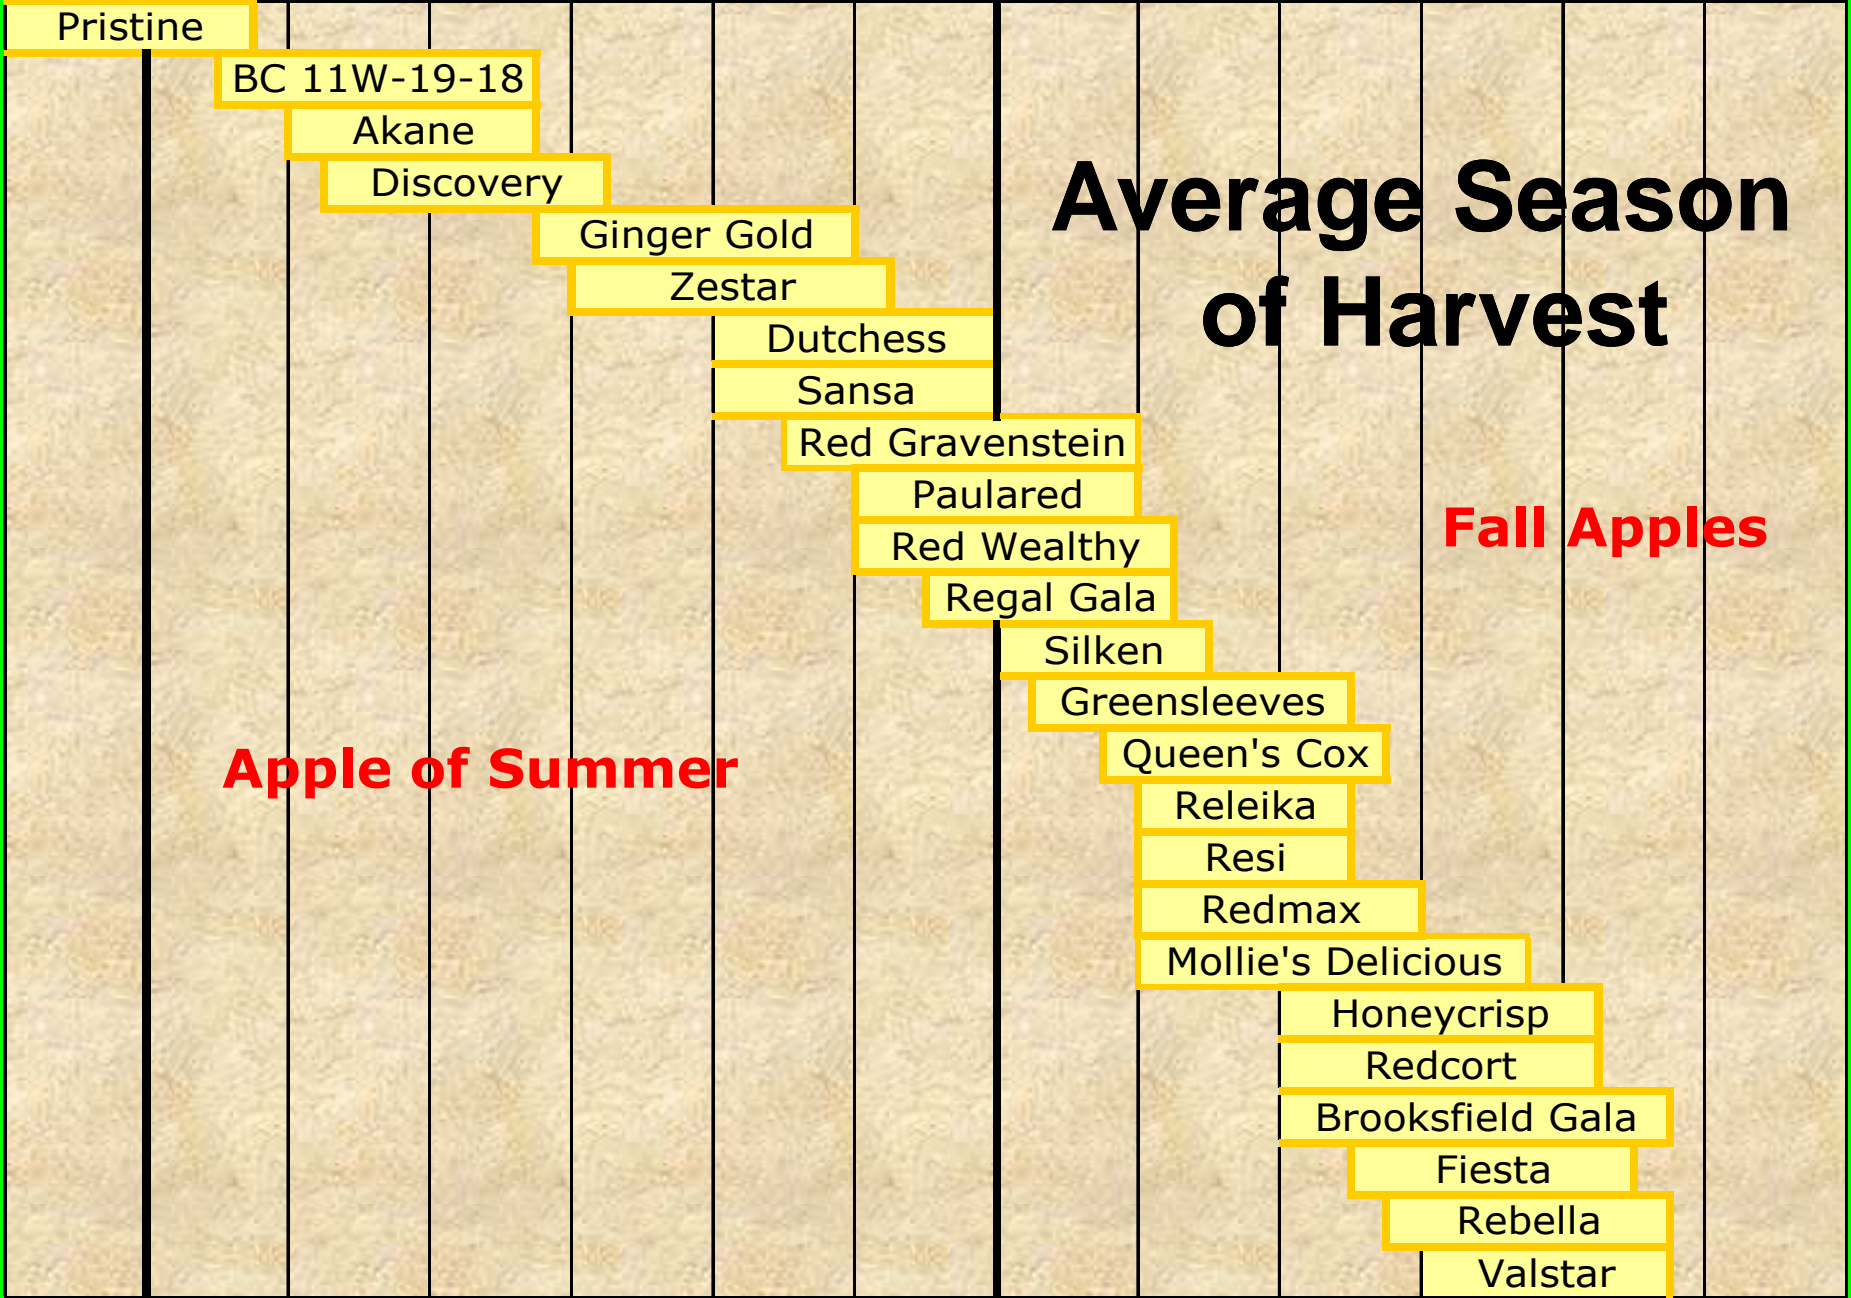 Pristine
BC 11W-19-18
Akane
Discovery
Ginger Gold
Zestar
Dutchess
Sansa
Average Season
of Harvest
Red Gravenstein
Paulared
Red Wealthy
Regal Gala
Fall Apples
Silken
Greensleeves
Queen's Cox
Apple of Summer
Releika
Resi
Redmax
Mollie's Delicious
Honeycrisp
Redcort
Brooksfield Gala
Fiesta
Rebella
Valstar